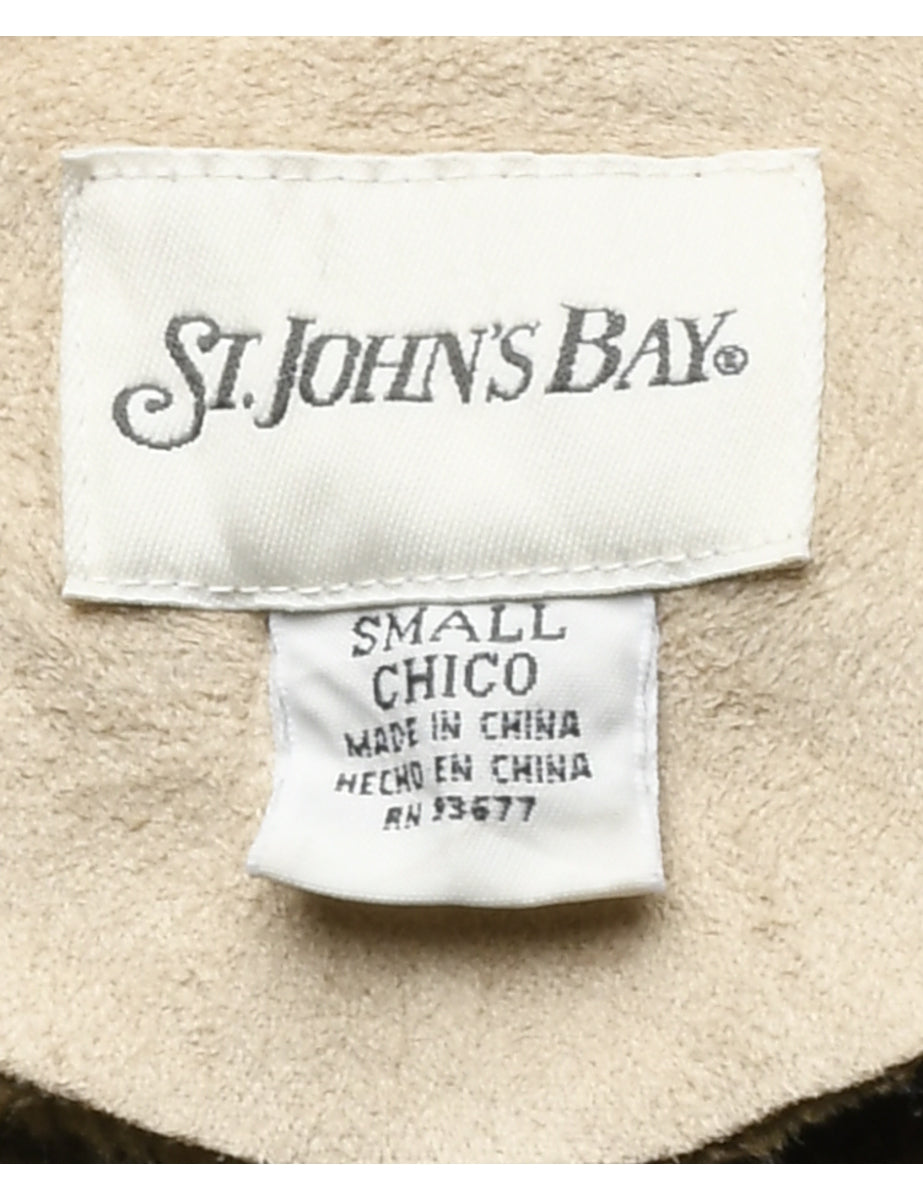 ST. JOHN'S BAY®
SMALL
CHICO
MADE IN CHINA
HECHO EN CHINA
RN 93677